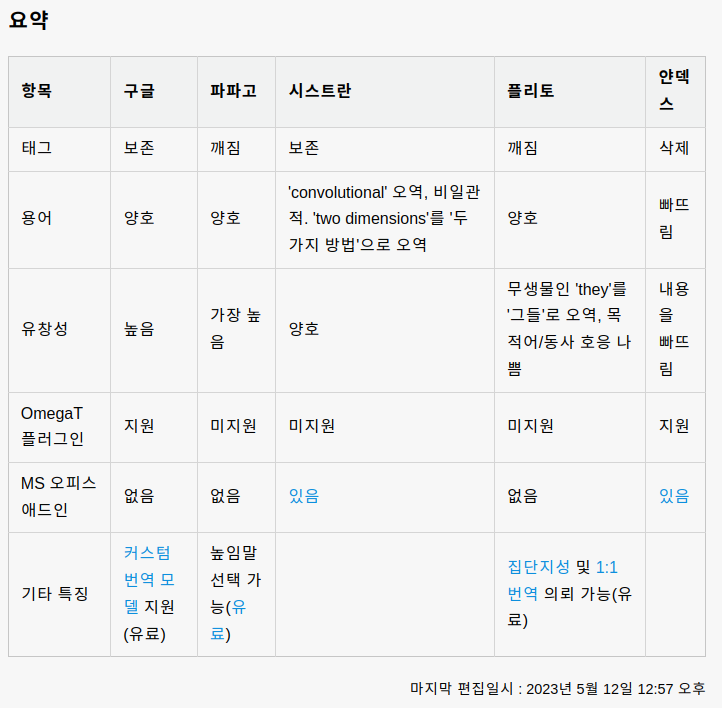 요약
항목 구글 파파고 시스트란 플리토 얀덱
스
태그 보존 깨짐 보존 깨짐 삭제
용어 양호 양호 'convolutional' 오역, 비일관
적. 'two dimensions'를 '두
가지 방법'으로 오역 양호 빠뜨
림
유창성 높음 가장 높
음 양호 무생물인 'they'를
'그들'로 오역, 목
적어/동사 호응 나
쁨 내용
을
빠뜨
림
OmegaT
플러그인 지원 미지원 미지원 미지원 지원
MS 오피스
애드인 없음 없음 있음 없음 있음
기타 특징 커스텀
번역 모
델 지원
(유료) 높임말
선택 가
능(유
료) 집단지성 및 1:1
번역 의뢰 가능(유
료)
마지막 편집일시 : 2023년 5월 12일 12:57 오후